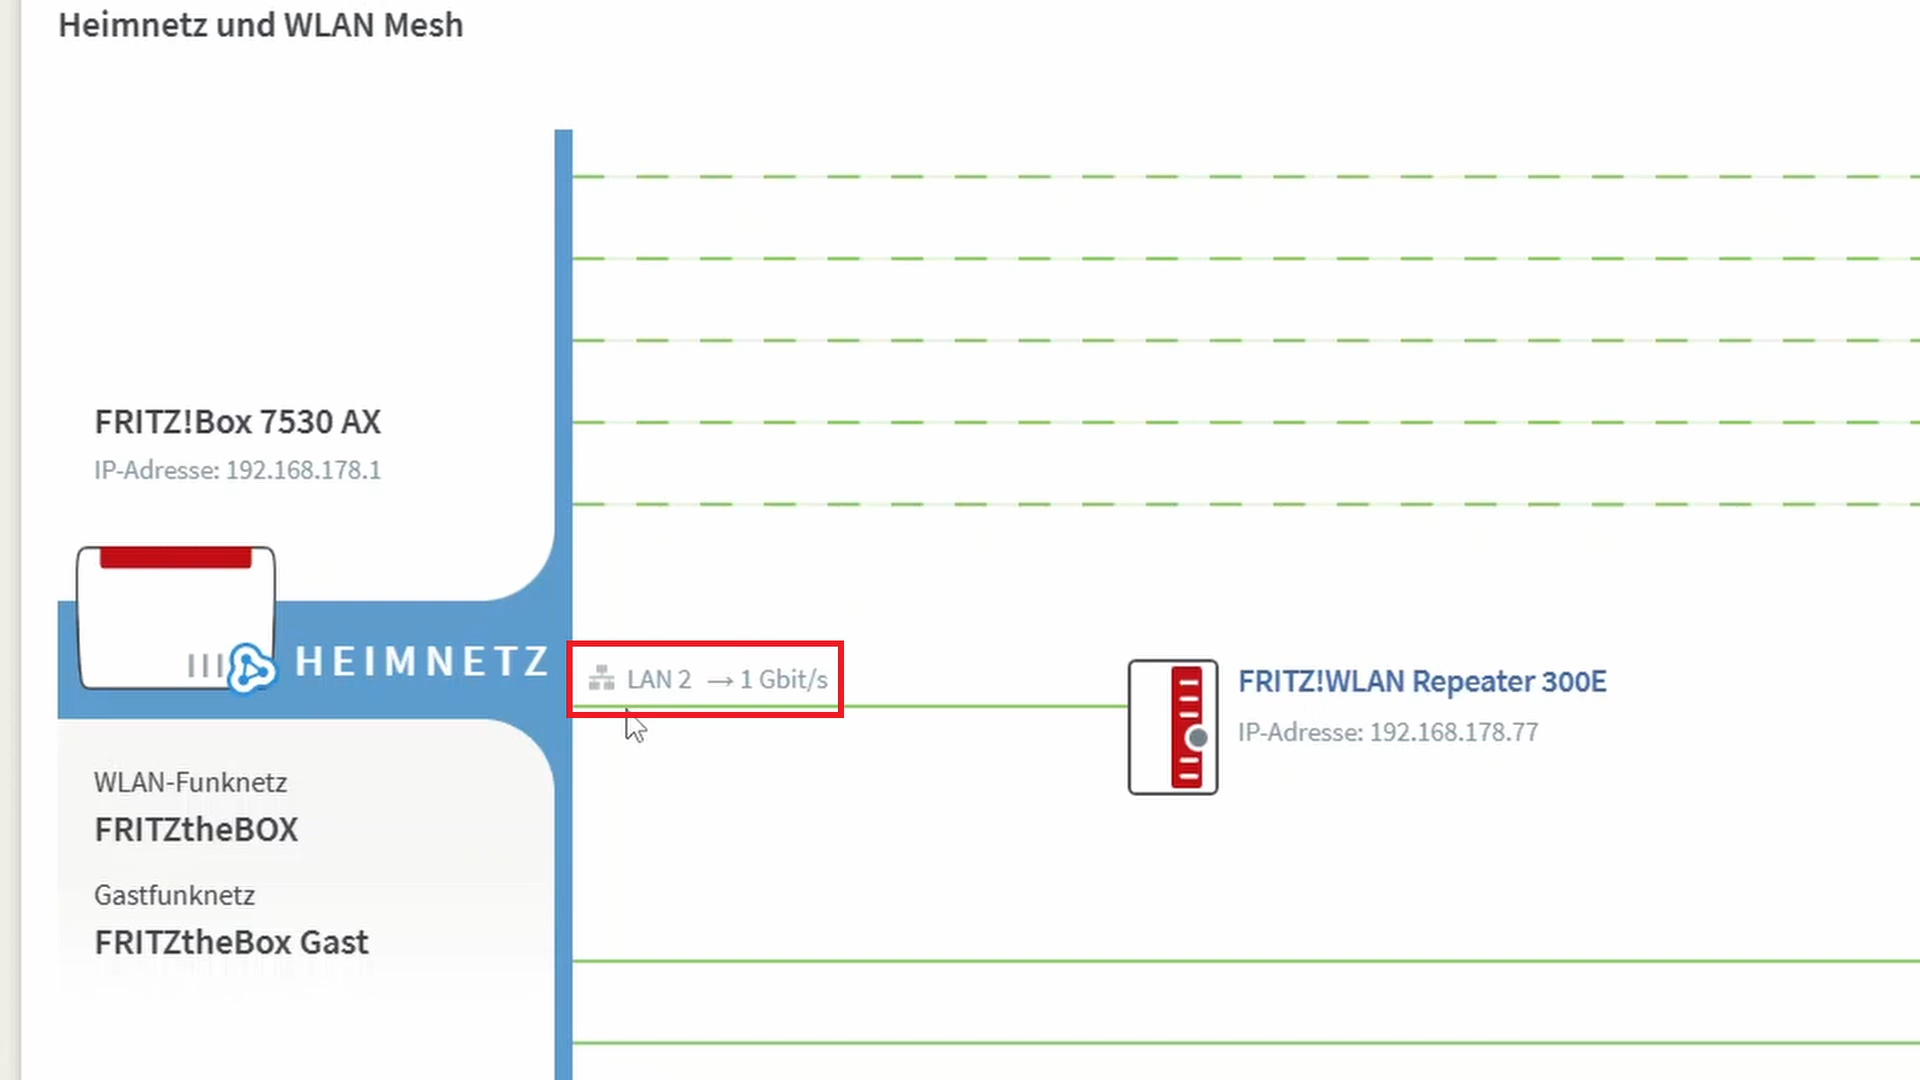 Heimnetz und WLAN Mesh
FRITZ!Box 7530 AX
IP-Adresse: 192.168.178.1
HEIMNETZ
LAN 2 → 1 Gbit/s
FRITZ!WLAN Repeater 300E
IP-Adresse: 192.168.178.77
WLAN-Funknetz
FRITZtheBOX
Gastfunknetz
FRITZtheBox Gast